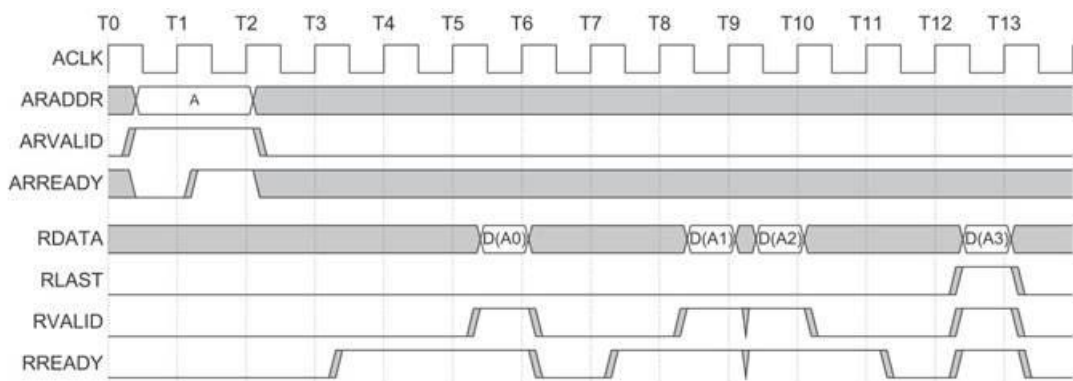 T0 T1 T2 T3 T4 T5 T6 T7 T8 T9 T10 T11 T12 T13
ACLK
ARADDR A
ARVALID
ARREADY
RDATA D(A0) D(A1) D(A2) D(A3)
RLAST
RVALID
RREADY